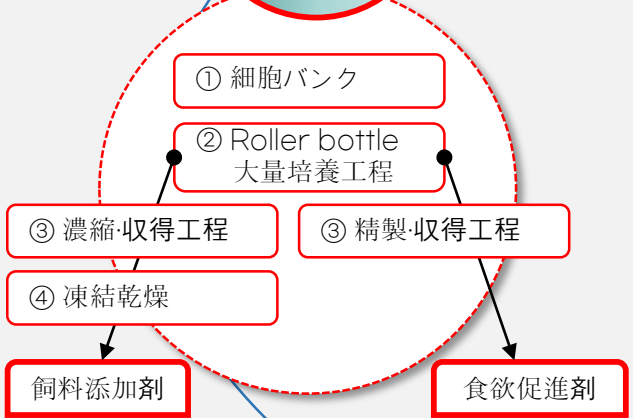 ① 細胞バンク
② Roller bottle
大量培養工程
③ 濃縮·収得工程
③ 精製·収得工程
④ 凍結乾燥
飼料添加剤
食欲促進剤